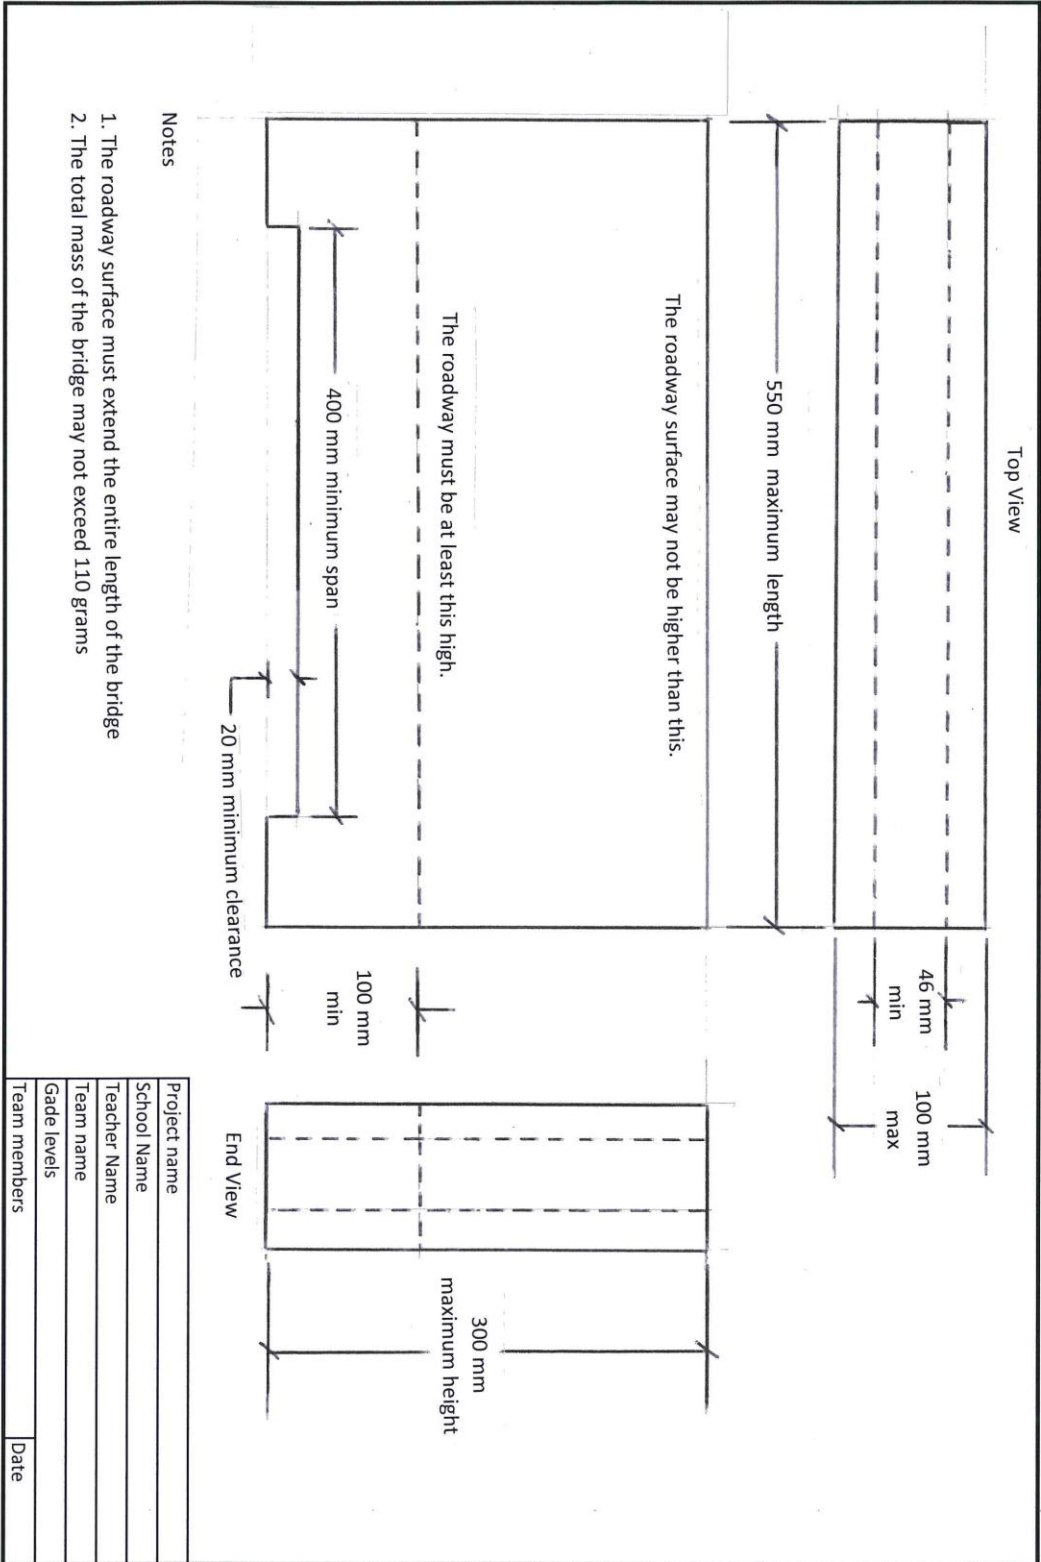 Top View
46 mm
min
100 mm
max
550 mm maximum length
The roadway surface may not be higher than this.
The roadway must be at least this high.
400 mm minimum span
20 mm minimum clearance
100 mm
min
300 mm
maximum height
End View
Notes
1. The roadway surface must extend the entire length of the bridge
2. The total mass of the bridge may not exceed 110 grams
Project name
School Name
Teacher Name
Team name
Gade levels
Team members
Date